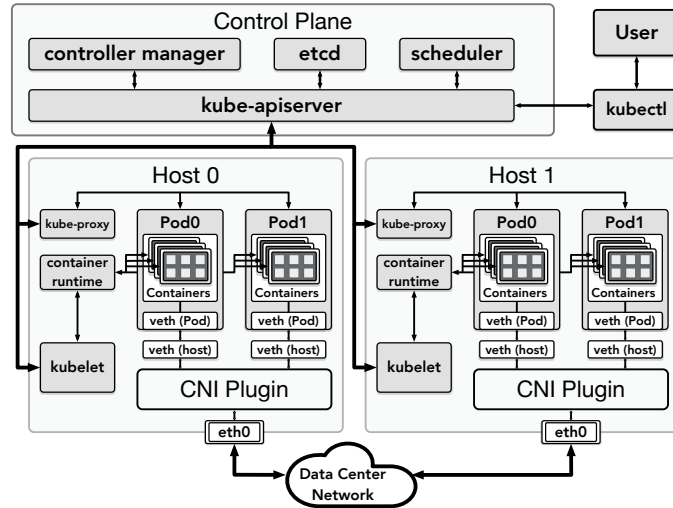 Control Plane
controller manager
etcd
scheduler
kube-apiserver
User
kubectl
Host 0
kube-proxy
Pod0
Pod1
container
runtime
Containers
Containers
veth (Pod)
veth (Pod)
veth (host)
veth (host)
kubelet
CNI Plugin
eth0
Host 1
kube-proxy
Pod0
Pod1
container
runtime
Containers
Containers
veth (Pod)
veth (Pod)
veth (host)
veth (host)
kubelet
CNI Plugin
eth0
Data Center
Network